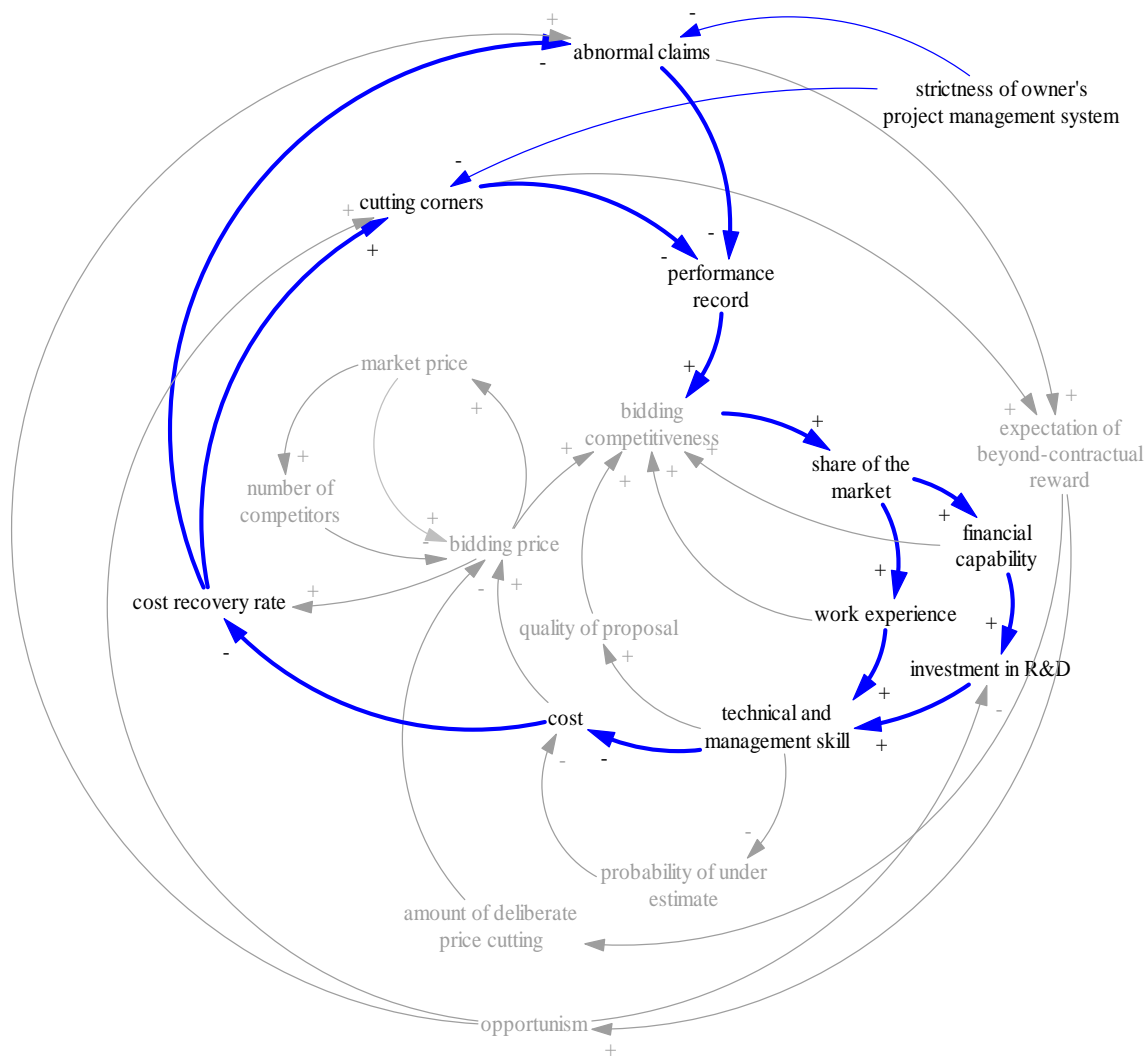 abnormal claims
strictness of owner's
project management system
cutting corners
performance
record
market price
bidding
competitiveness
expectation of
beyond-contractual
reward
share of the
market
number of
competitors
bidding price
financial
capability
cost recovery rate
work experience
quality of proposal
investment in R&D
technical and
management skill
cost
probability of under
estimate
amount of deliberate
price cutting
opportunism